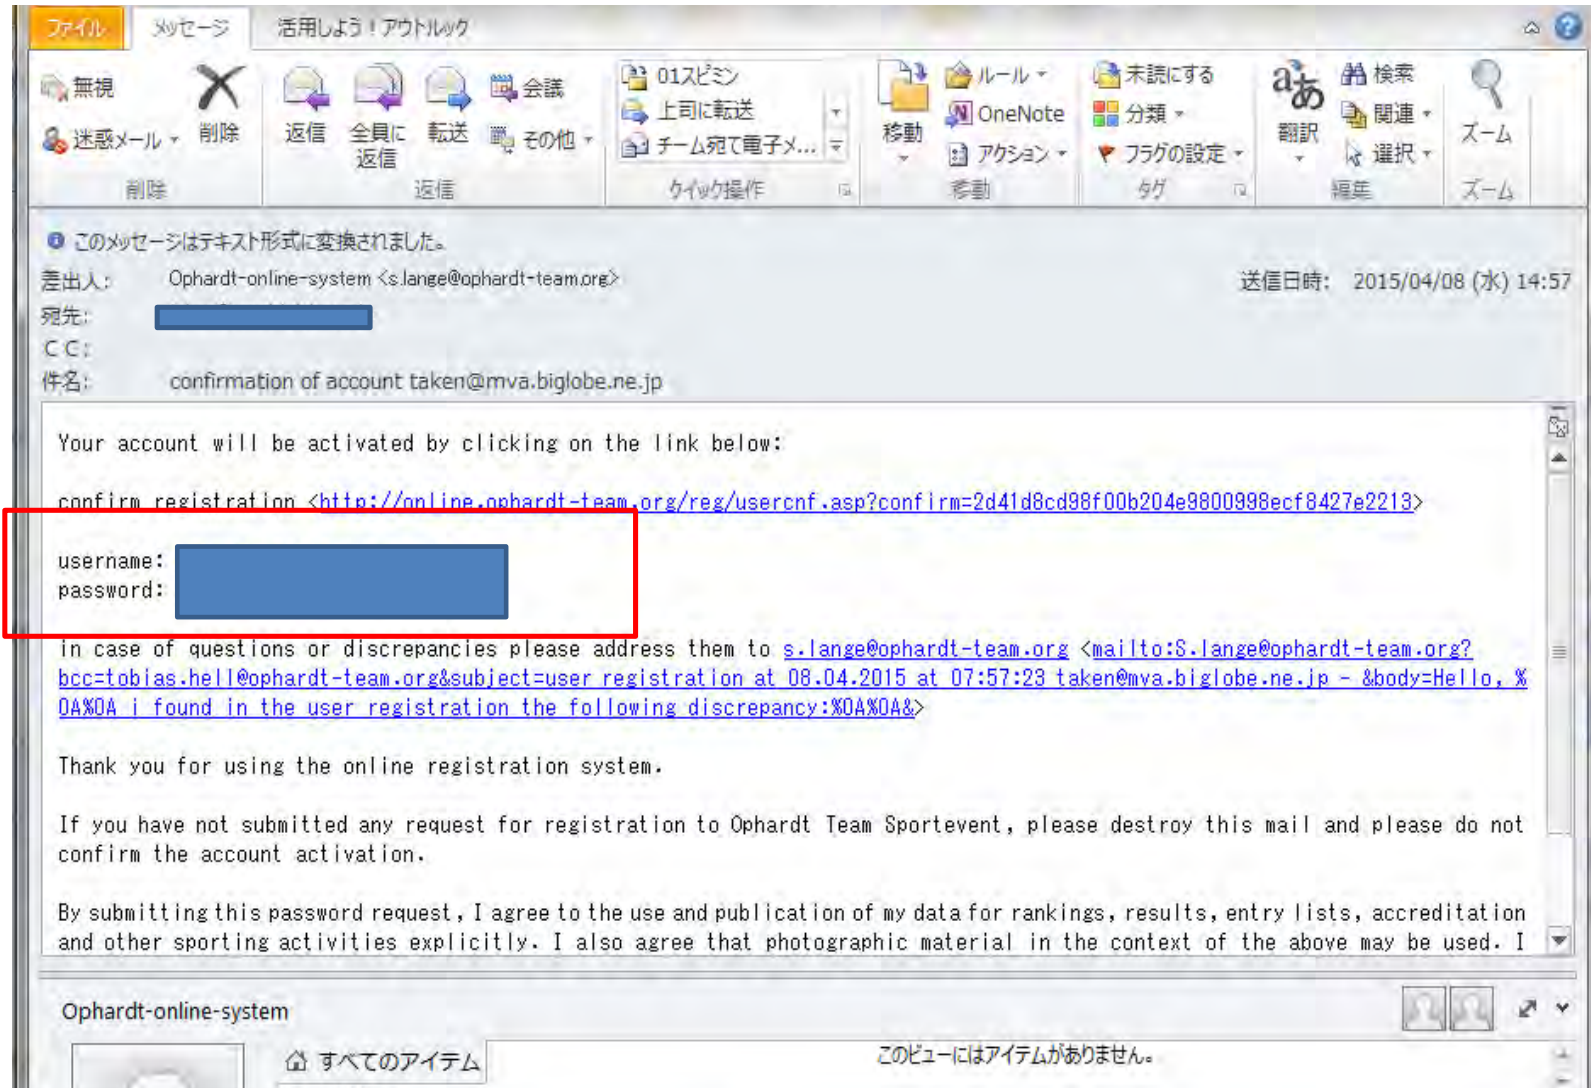 ファイル メッセージ 活用しよう！アウトルック
無視
迷惑メール
削除
削除
返信
全員に
返信
転送
会議
その他
返信
01スピミン
上司に転送
チーム宛て電子メ...
クイック操作
移動
ルール
OneNote
アクション
移動
未読にする
分類
フラグの設定
タグ
あ
翻訳
検索
関連
選択
編集
ズーム
ズーム
このメッセージはテキスト形式に変換されました。
差出人: Ophardt-online-system <s.lange@ophardt-team.org> 送信日時: 2015/04/08 (水) 14:57
宛先:
CC:
件名: confirmation of account taken@mva.biglobe.ne.jp
Your account will be activated by clicking on the link below:
confirm registration <http://online.ophardt-team.org/reg/usercnf.asp?confirm=2d41d8cd98f00b204e9800998ecf8427e2213>
username:
password:
in case of questions or discrepancies please address them to s.lange@ophardt-team.org <mailto:S.lange@ophardt-team.org?
bcc=tobias.hell@ophardt-team.org&subject=user registration at 08.04.2015 at 07:57:23 taken@mva.biglobe.ne.jp - &body=Hello, %
0A%0A i found in the user registration the following discrepancy:%0A%0A&>
Thank you for using the online registration system.
If you have not submitted any request for registration to Ophardt Team Sportevent, please destroy this mail and please do not
confirm the account activation.
By submitting this password request, I agree to the use and publication of my data for rankings, results, entry lists, accreditation
and other sporting activities explicitly. I also agree that photographic material in the context of the above may be used. I
Ophardt-online-system
すべてのアイテム
このビューにはアイテムがありません。